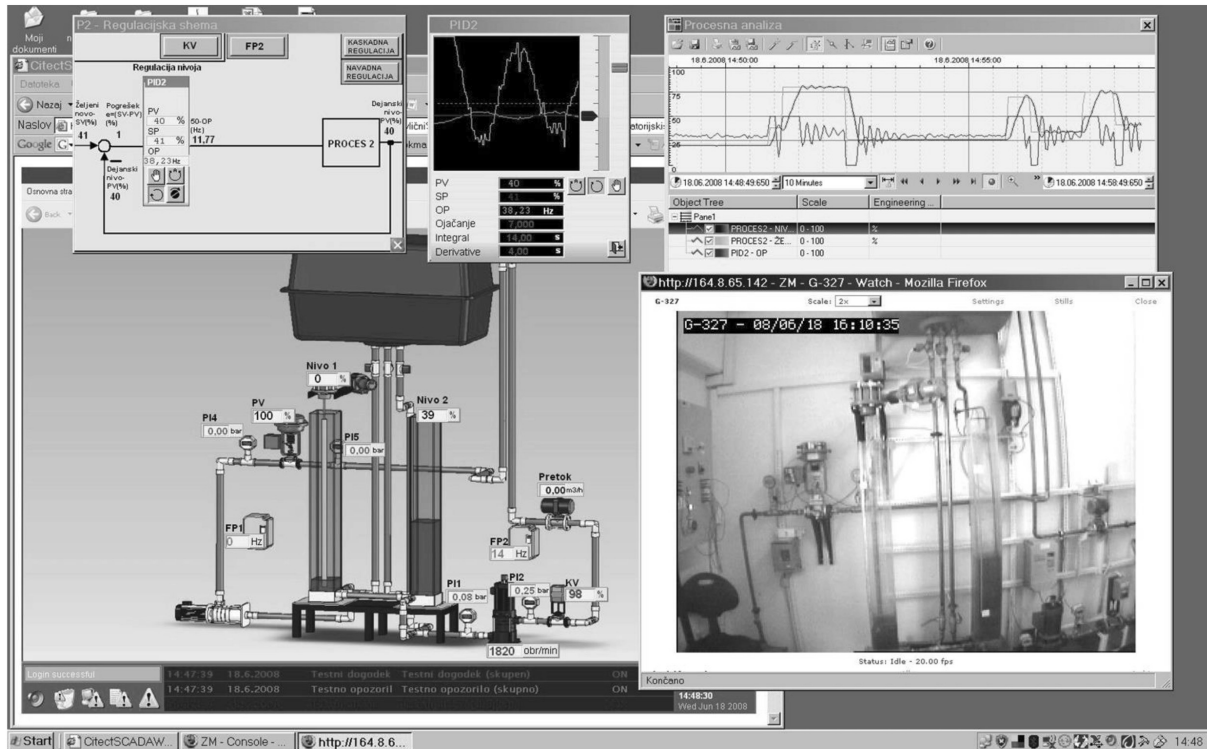 Moji
dokumenti
P2 - Regulacijska shema
KV
FP2
KASKADNA
REGULACIJA
NAVADNA
REGULACIJA
Regulacija nivoja
PID2
Željeni
novo-
SV(%)
41
Pogrešek
e=(SV-PV)
(%)
1
PV
40 %
SP
41 %
OP
38,23 Hz
50-OP
(Hz)
11,77
PROCES 2
Dejanski
nivo-
PV(%)
40
Dejanski
nivo-
PV(%)
40
CitectSC
Datoteka
Nazaj
Naslov
Google
Osnovna stra
Back
PID2
PV 40 %
SP 41 %
OP 38,23 Hz
Ojačanje 7,000
Integral 14,00 s
Derivative 4,00 s
Procesna analiza
18.6.2008 14:50:00
18.6.2008 14:55:00
100
75
50
25
0
18.06.2008 14:48:49:650
10 Minutes
18.06.2008 14:58:49:650
Object Tree Scale Engineering ...
Pane1
PROCES2 - NIV... 0 - 100 %
PROCES2 - ŽE... 0 - 100 %
PID2 - OP 0 - 100
http://164.8.65.142 - ZM - G-327 - Watch - Mozilla Firefox
G-327
Scale: 2x
Settings
Stills
Close
G-327 - 08/06/18 16:10:35
Status: Idle - 20.00 fps
Končano
Nivo 1
0 %
Nivo 2
39 %
PV
100 %
PI4
0,00 bar
PI5
0,00 bar
Pretok
0,00 m3/h
FP1
0 Hz
FP2
14 Hz
PI1
0,08 bar
PI2
0,25 bar
KV
98 %
1820 obr/min
Login successful
14:47:39 18.6.2008 Testni dogodek Testni dogodek (skupen) ON
14:47:39 18.6.2008 Testno opozoril Testno opozorilo (skupno) ON
14:48:30
Wed Jun 18 2008
Start
CitectSCADAW...
ZM - Console - ...
http://164.8.6...
14:48